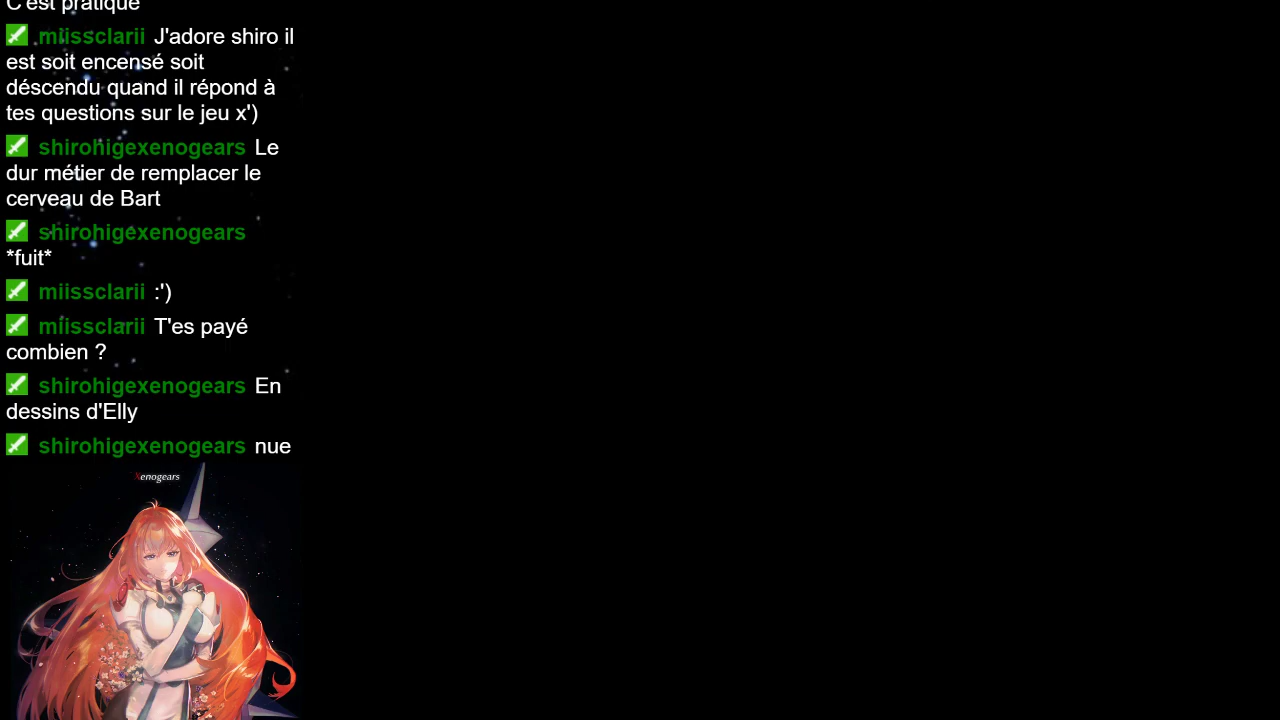 C'est pratique
miissclarii J'adore shiro il
est soit encensé soit
déscendu quand il répond à
tes questions sur le jeu x')
shirohigexenogears Le
dur métier de remplacer le
cerveau de Bart
shirohigexenogears
*fuit*
miissclarii :')
miissclarii T'es payé
combien ?
shirohigexenogears En
dessins d'Elly
shirohigexenogears nue
Xenogears